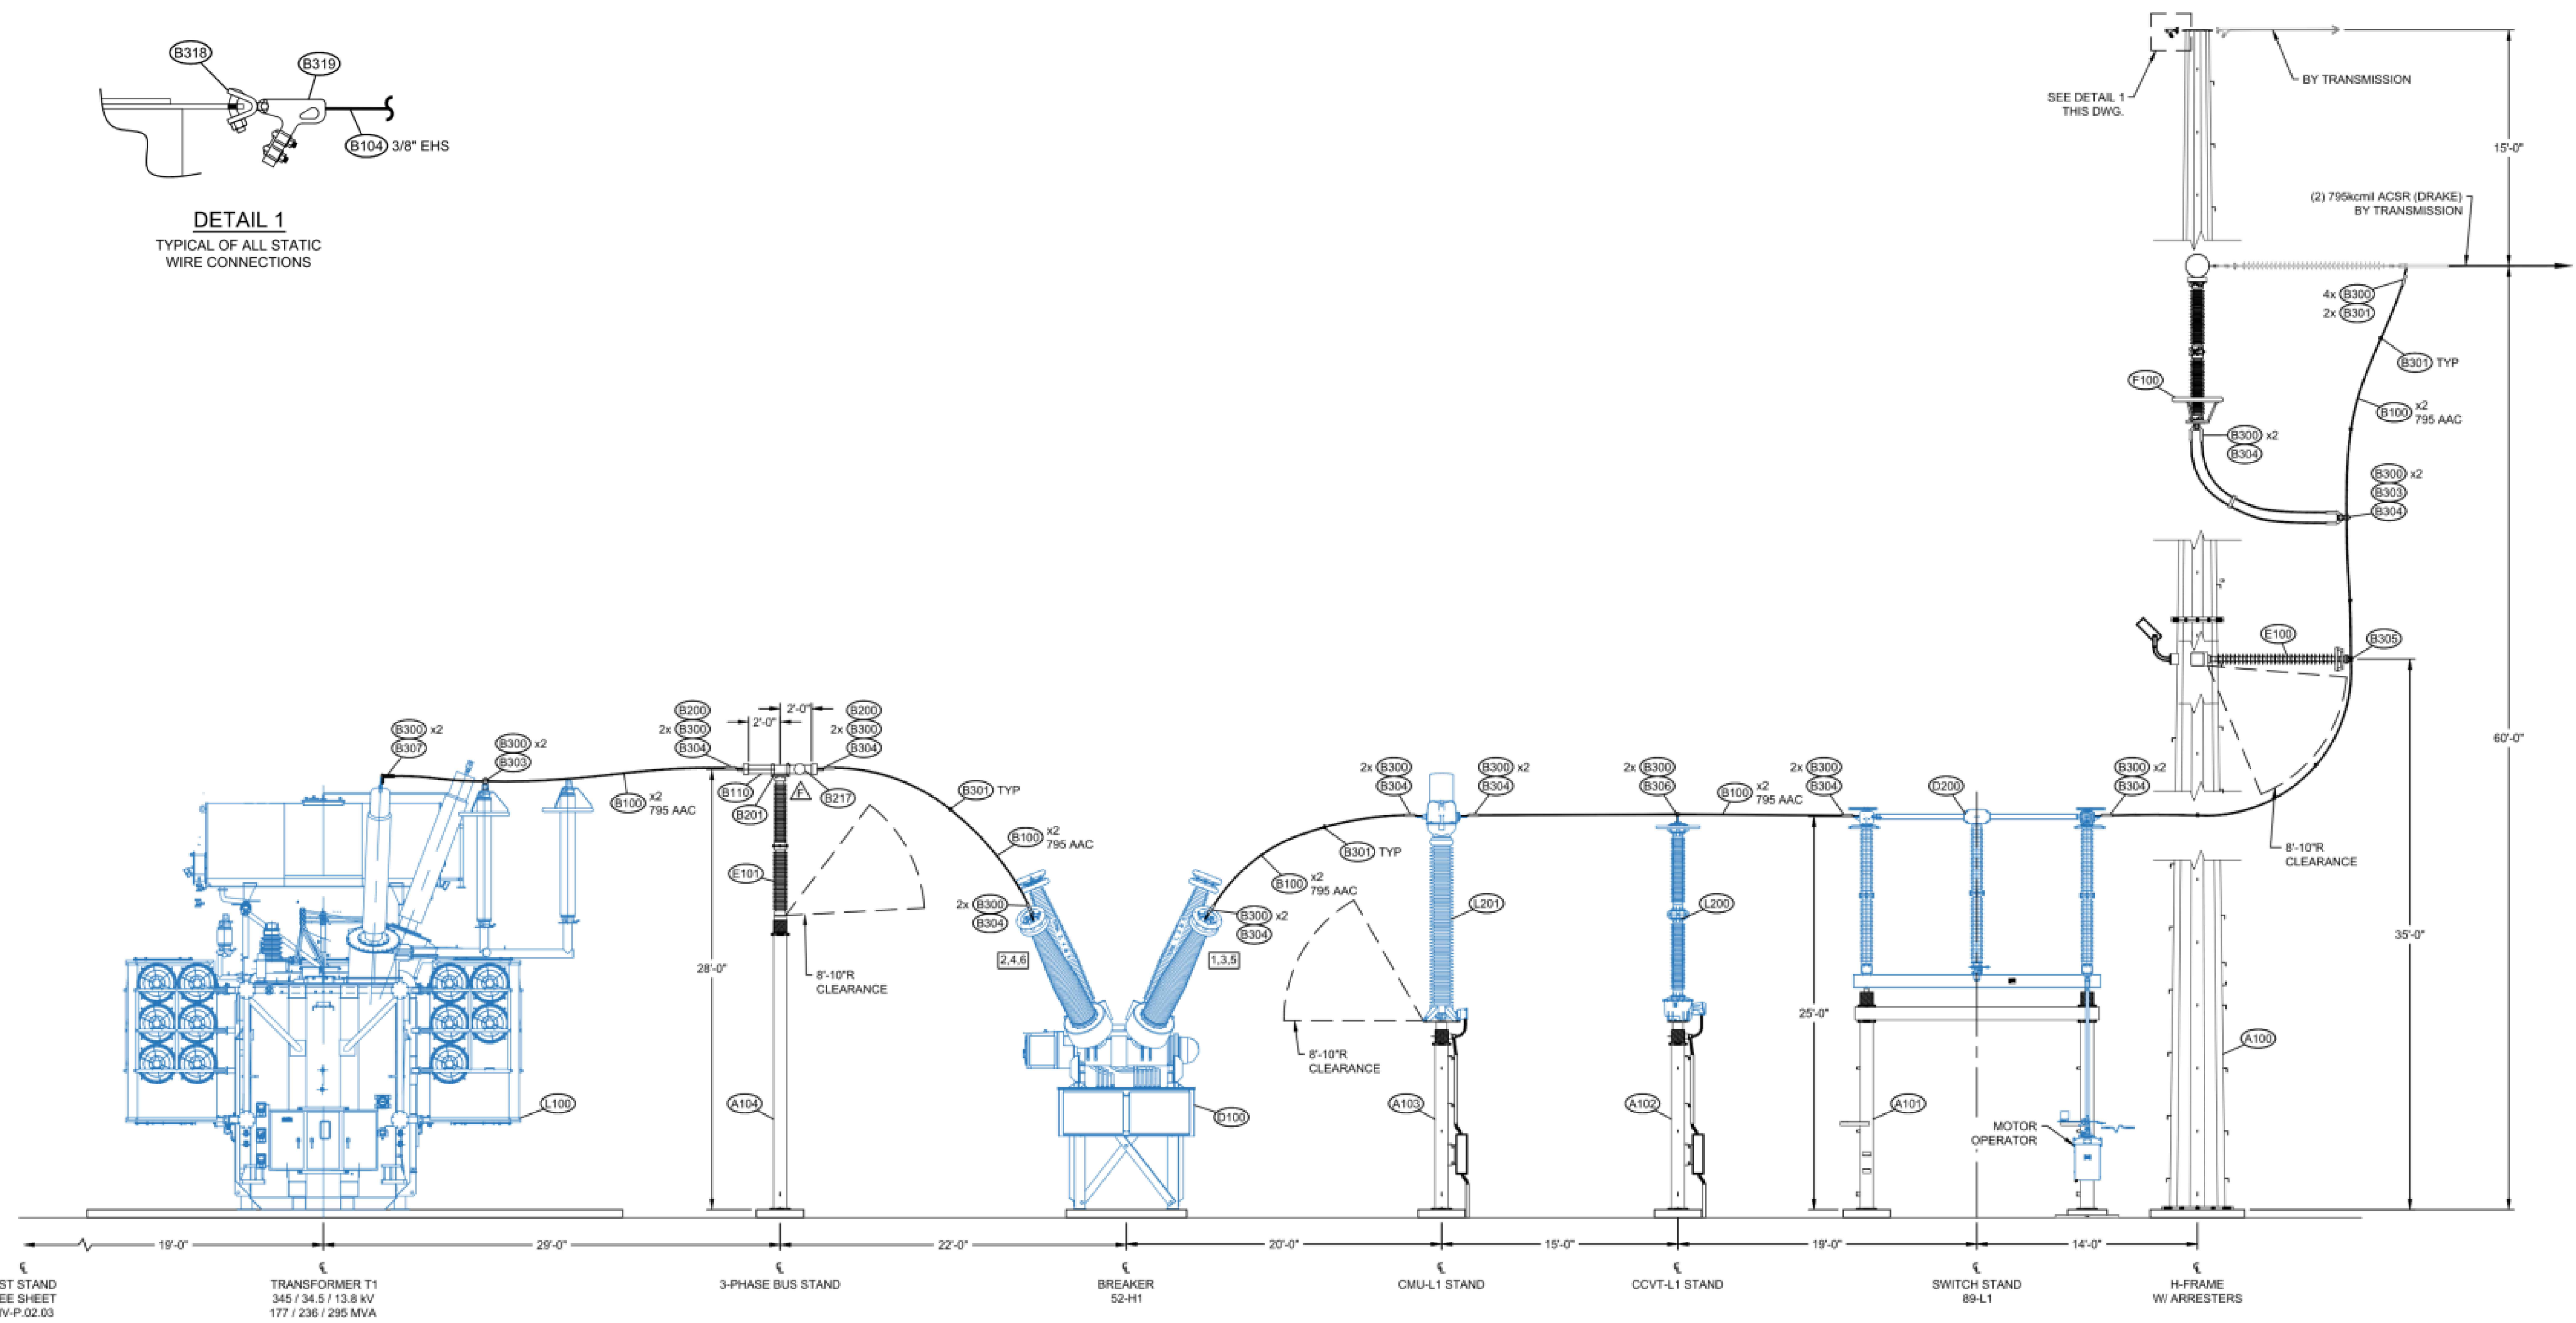 B318
B319
B104 3/8" EHS
DETAIL 1
TYPICAL OF ALL STATIC
WIRE CONNECTIONS
SEE DETAIL 1
THIS DWG.
BY TRANSMISSION
15'-0"
(2) 795kcmil ACSR (DRAKE)
BY TRANSMISSION
4x B300
2x B301
B301 TYP
F100
B100 x2
795 AAC
B300 x2
B304
B300 x2
B303
B304
E100
B305
60'-0"
8'-10"R
CLEARANCE
35'-0"
B300 x2
B307
B300 x2
B303
B100 x2
795 AAC
B200
2x B300
B304
2'-0"
2'-0"
B200
2x B300
B304
B110
B201
F
B217
E101
28'-0"
8'-10"R
CLEARANCE
B301 TYP
B100 x2
795 AAC
2x B300
B304
2,4,6
B300 x2
B304
1,3,5
B100 x2
795 AAC
B301 TYP
2x B300
B304
B300 x2
B304
L201
8'-10"R
CLEARANCE
2x B300
B306
B100 x2
795 AAC
L200
2x B300
B304
D200
B300 x2
B304
25'-0"
A100
L100
A104
D100
A103
A102
A101
MOTOR
OPERATOR
19'-0"
29'-0"
22'-0"
20'-0"
15'-0"
19'-0"
14'-0"
℄
ST STAND
EE SHEET
IV-P.02.03
℄
TRANSFORMER T1
345 / 34.5 / 13.8 kV
177 / 236 / 295 MVA
℄
3-PHASE BUS STAND
℄
BREAKER
52-H1
℄
CMU-L1 STAND
℄
CCVT-L1 STAND
℄
SWITCH STAND
89-L1
℄
H-FRAME
W/ ARRESTERS